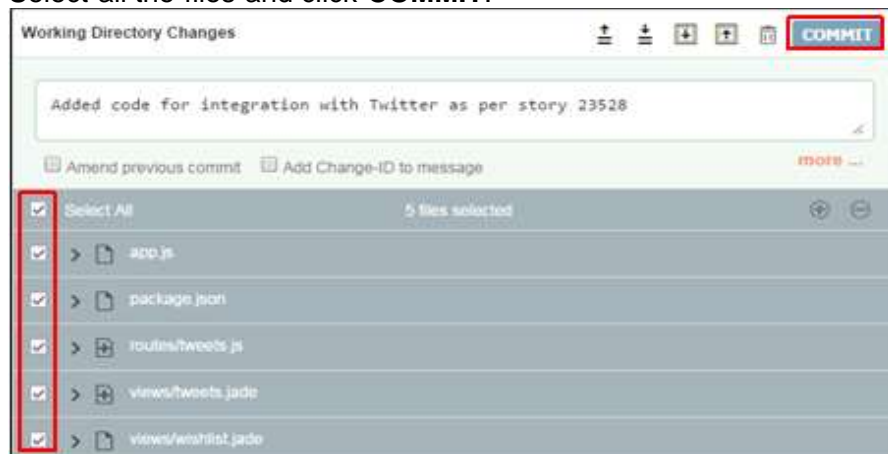 Select all the files and click COMMIT.
Working Directory Changes
COMMIT
Added code for integration with Twitter as per story 23528
Amend previous commit Add Change-ID to message more ...
Select All 5 files selected
app.js
package.json
routes/tweets.js
views/tweets.jade
views/wishlist.jade